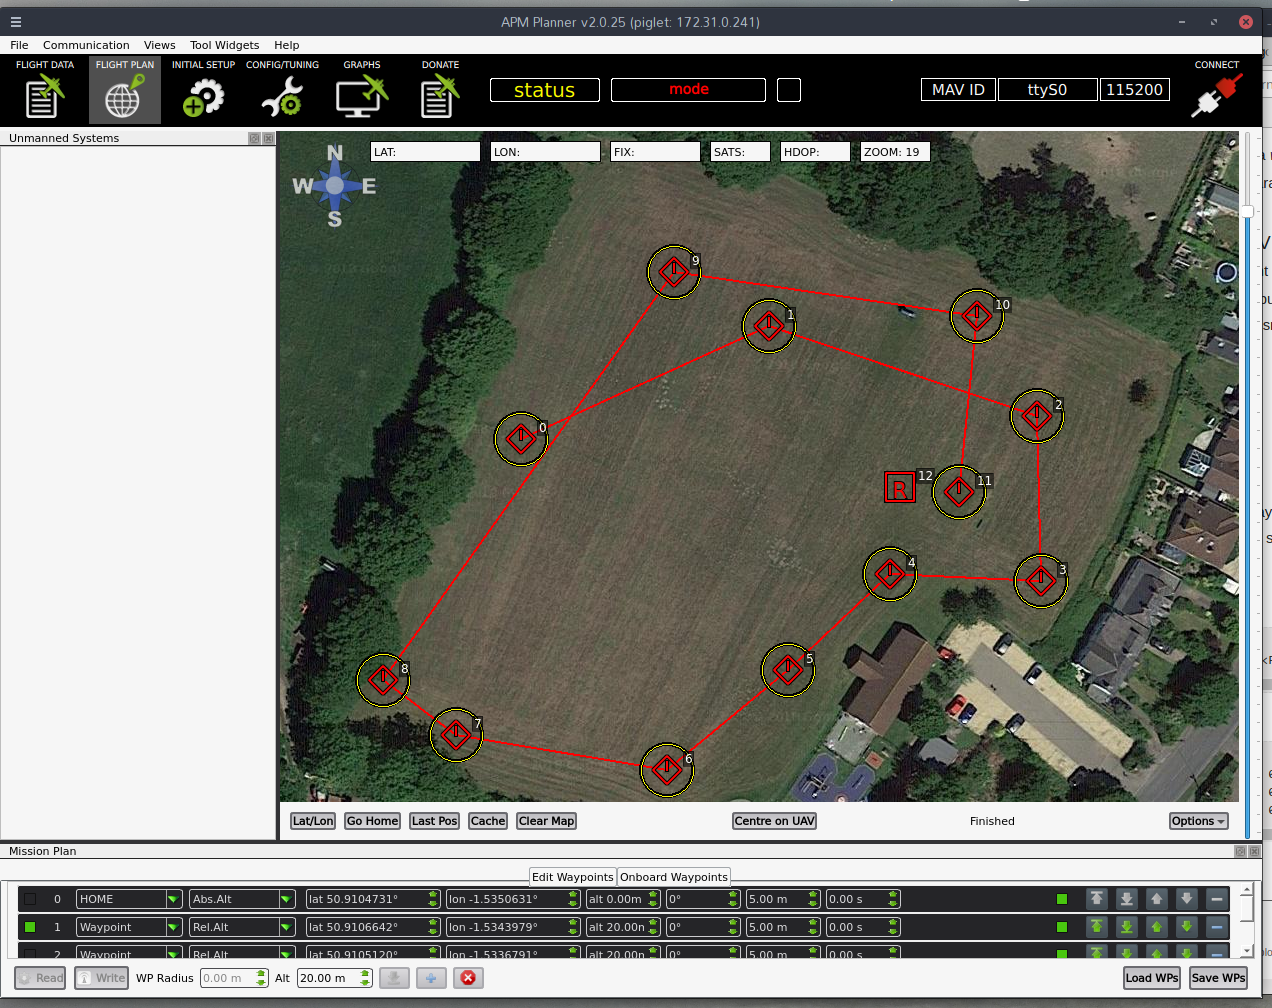 APM Planner v2.0.25 (piglet: 172.31.0.241)
File Communication Views Tool Widgets Help
FLIGHT DATA FLIGHT PLAN INITIAL SETUP CONFIG/TUNING GRAPHS DONATE CONNECT
status mode MAV ID ttyS0 115200
Unmanned Systems
LAT: LON: FIX: SATS: HDOP: ZOOM: 19
N
W E
S
9
10
1
2
0
12
11
4
3
5
8
7
6
R
Lat/Lon Go Home Last Pos Cache Clear Map Centre on UAV Finished Options
Mission Plan
Edit Waypoints Onboard Waypoints
0 HOME Abs.Alt lat 50.9104731° lon -1.5350631° alt 0.00m 0° 5.00 m 0.00 s
1 Waypoint Rel.Alt lat 50.9106642° lon -1.5343979° alt 20.00n 0° 5.00 m 0.00 s
2 Waypoint Rel.Alt lat 50.9105120° lon -1.5336791° alt 20.00n 0° 5.00 m 0.00 s
Read Write WP Radius 0.00 m Alt 20.00 m Load WPs Save WPs